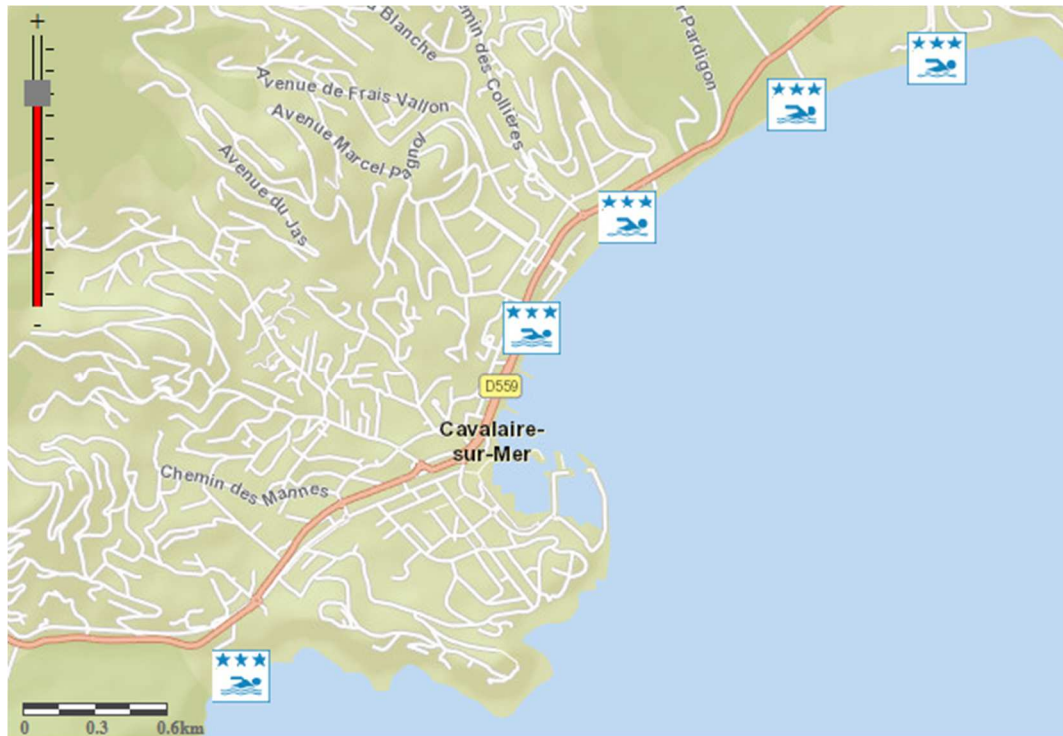 +
Blanche
Chemin des Collières
Pardigon
Avenue de Frais Vallon
Avenue Marcel Pagnol
Avenue du Jas
-
D559
Cavalaire-
sur-Mer
Chemin des Mannes
0 0.3 0.6km